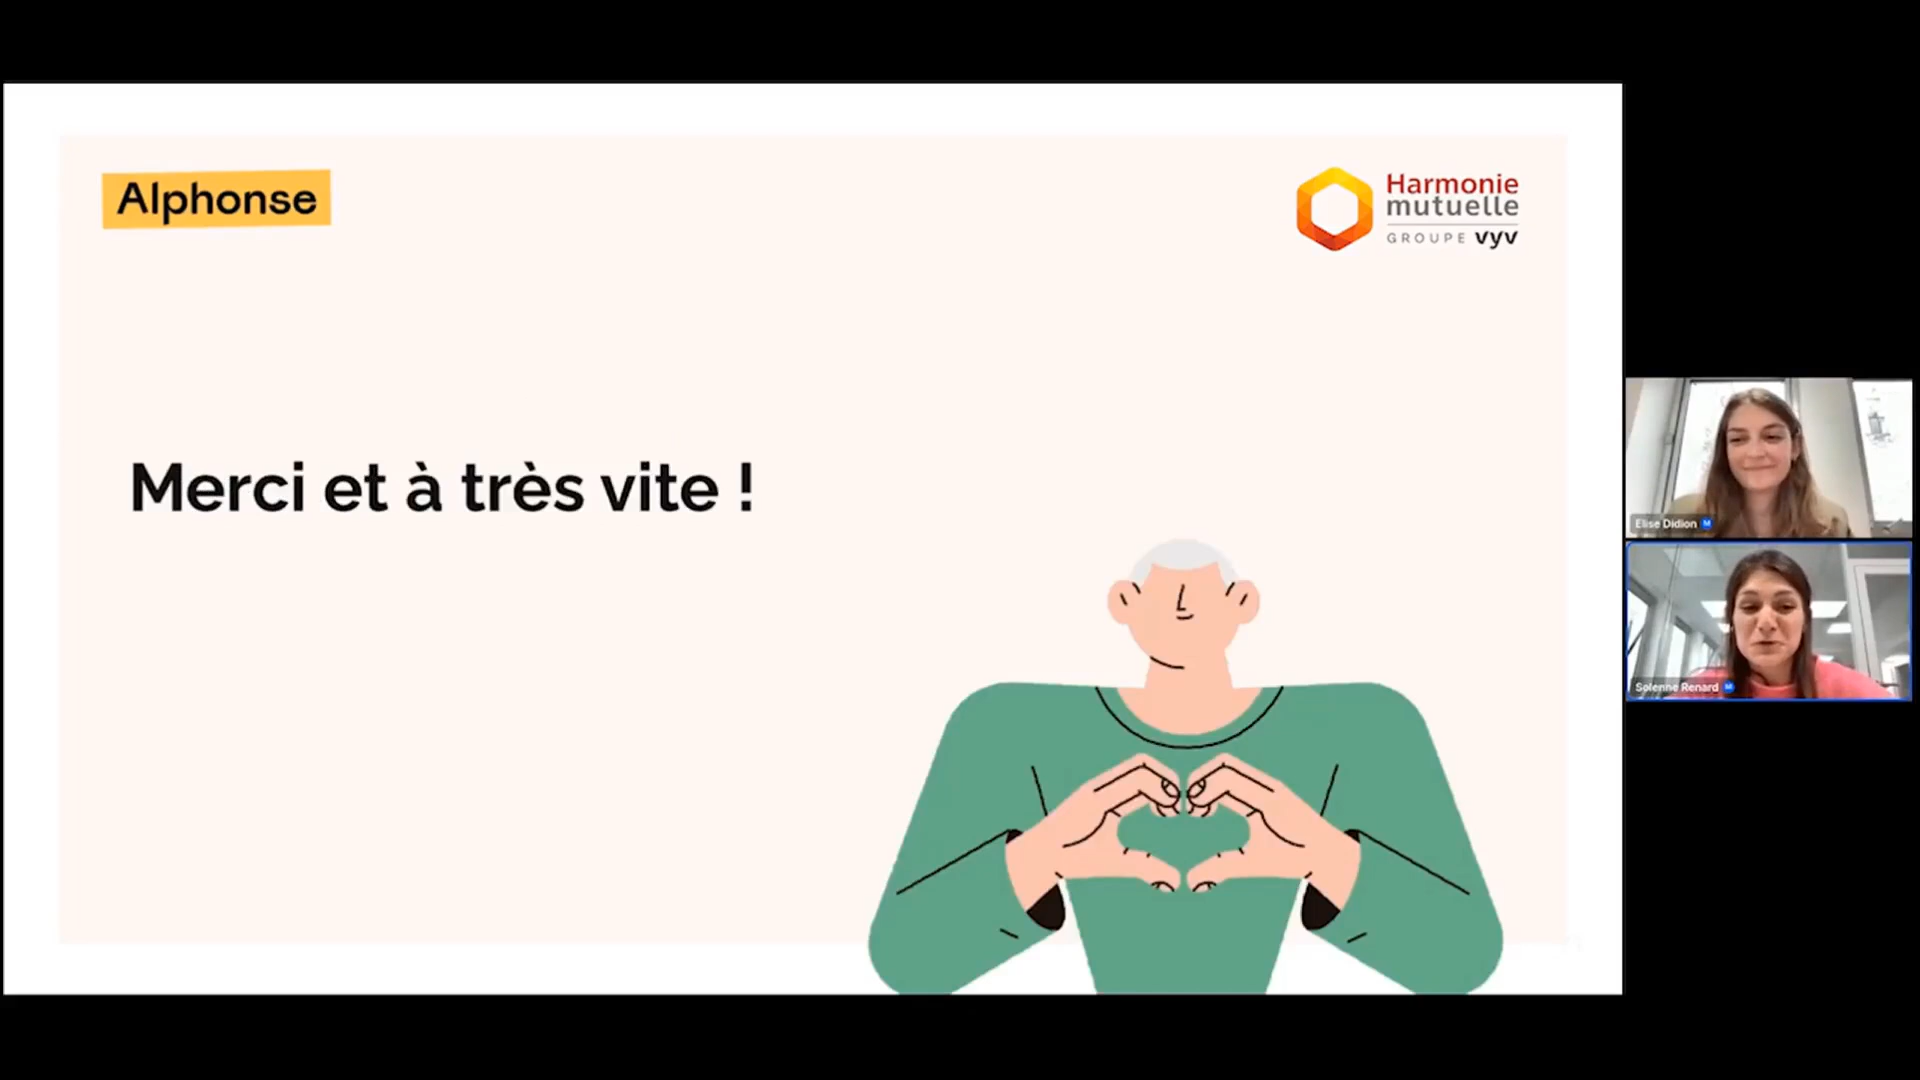 Alphonse
Harmonie
mutuelle
GROUPE vyv
Merci et à très vite !
Elise Didion M
Solenne Renard M